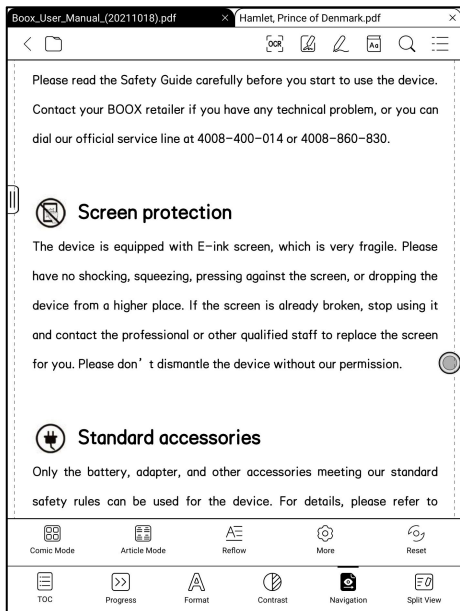 Boox_User_Manual_(20211018).pdf × Hamlet, Prince of Denmark.pdf ×
OCR Aa
Please read the Safety Guide carefully before you start to use the device.
Contact your BOOX retailer if you have any technical problem, or you can
dial our official service line at 4008-400-014 or 4008-860-830.
Screen protection
The device is equipped with E-ink screen, which is very fragile. Please
have no shocking, squeezing, pressing against the screen, or dropping the
device from a higher place. If the screen is already broken, stop using it
and contact the professional or other qualified staff to replace the screen
for you. Please don’t dismantle the device without our permission.
Standard accessories
Only the battery, adapter, and other accessories meeting our standard
safety rules can be used for the device. For details, please refer to
Comic Mode Article Mode Reflow More Reset
TOC Progress Format Contrast Navigation Split View